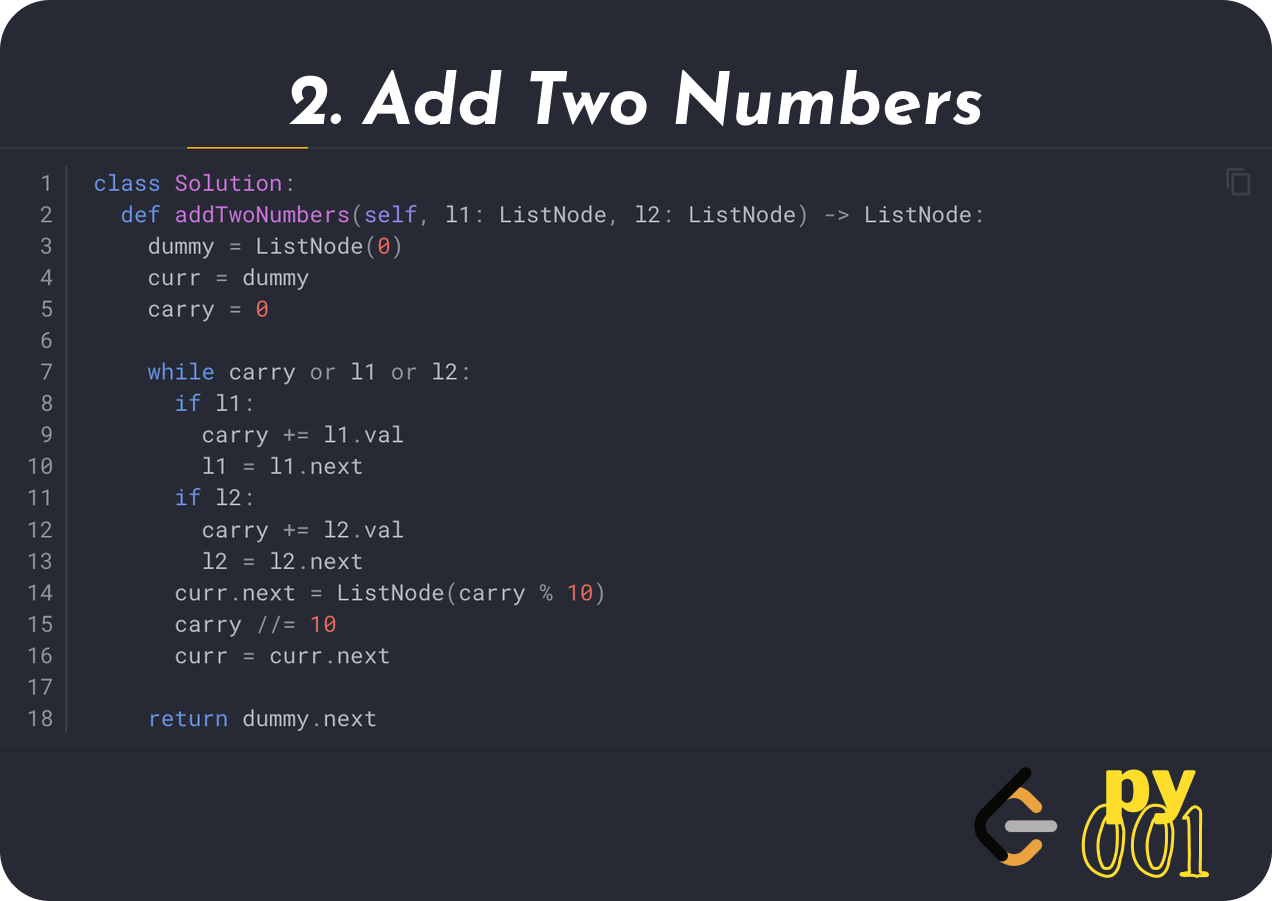 2. Add Two Numbers
1 class Solution:
2   def addTwoNumbers(self, l1: ListNode, l2: ListNode) -> ListNode:
3     dummy = ListNode(0)
4     curr = dummy
5     carry = 0
6
7     while carry or l1 or l2:
8       if l1:
9         carry += l1.val
10         l1 = l1.next
11       if l2:
12         carry += l2.val
13         l2 = l2.next
14       curr.next = ListNode(carry % 10)
15       carry //= 10
16       curr = curr.next
17
18     return dummy.next
py
001